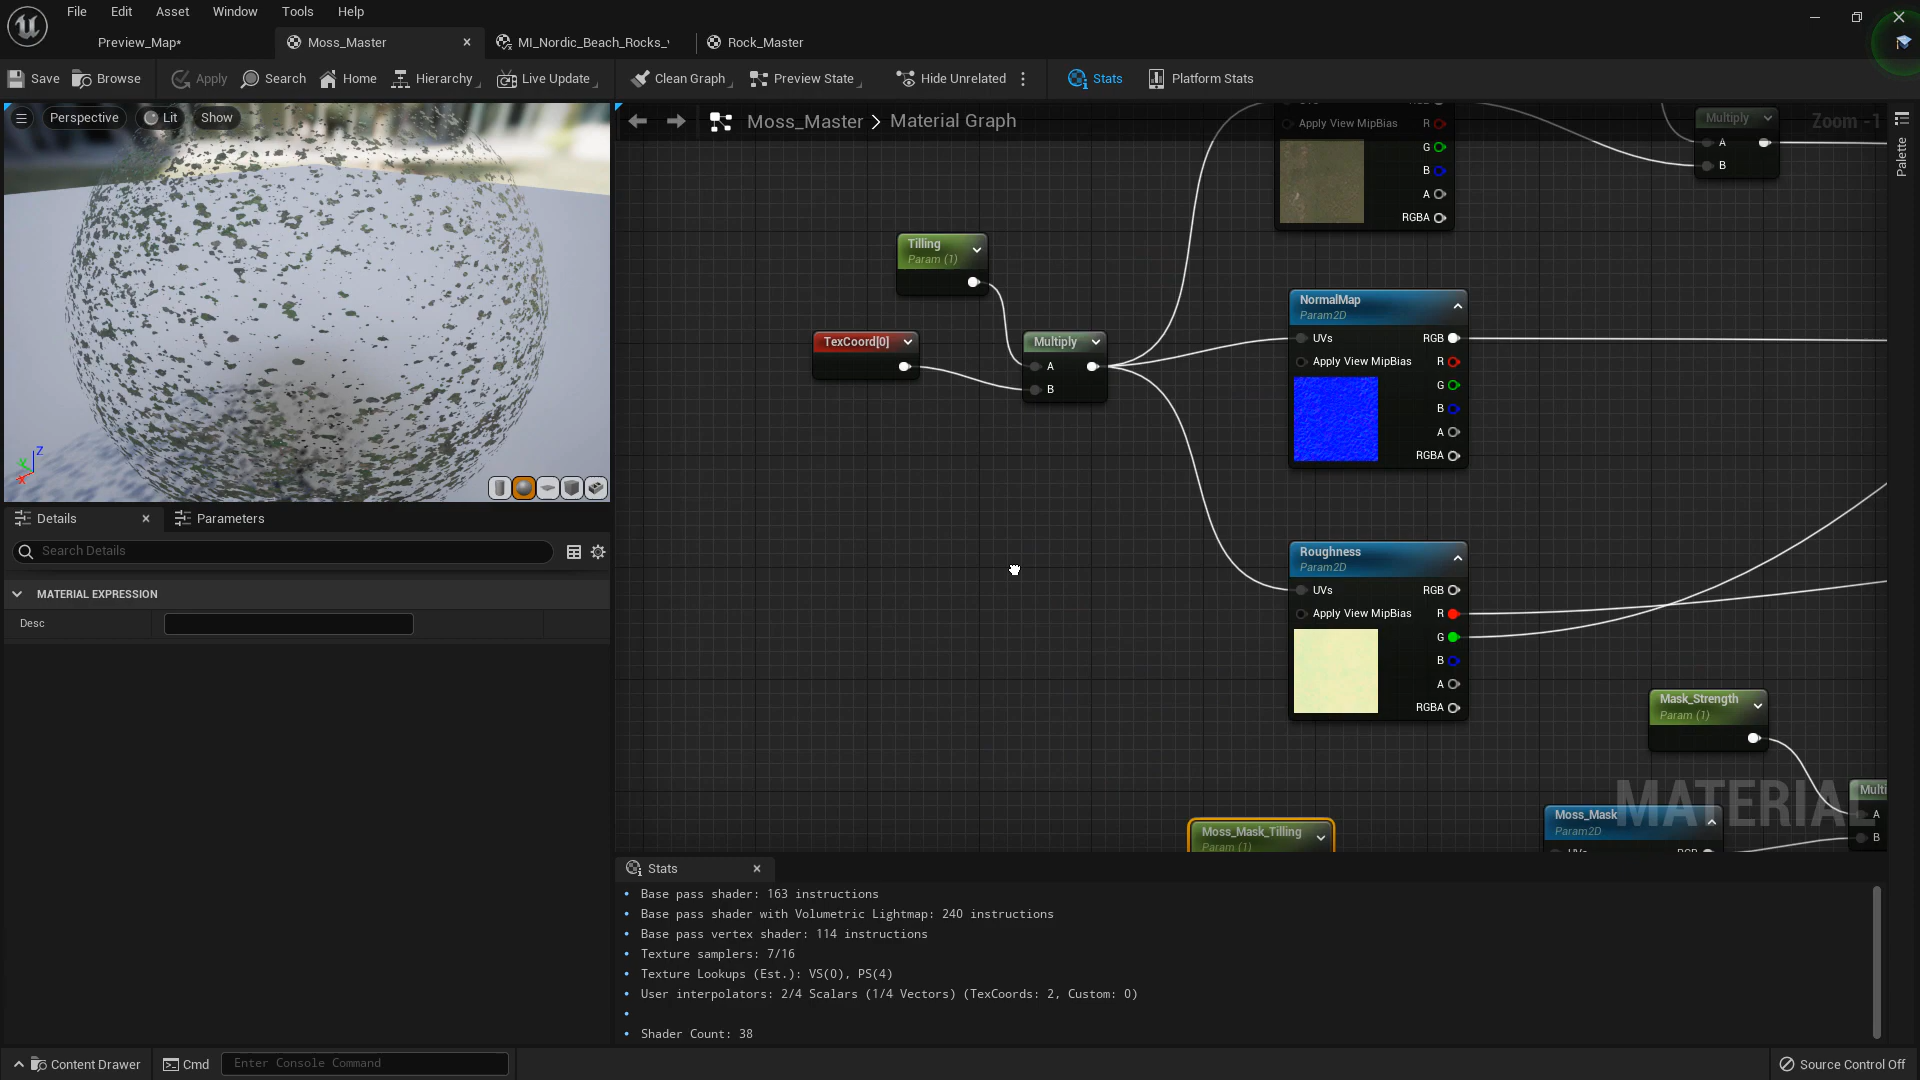 File Edit Asset Window Tools Help
Preview_Map* Moss_Master MI_Nordic_Beach_Rocks_ Rock_Master
Save Browse Apply Search Home Hierarchy Live Update Clean Graph Preview State Hide Unrelated Stats Platform Stats
Perspective Lit Show
Moss_Master > Material Graph
Zoom -1
Palette
Multiply
A
B
Apply View MipBias R
G
B
A
RGBA
Tilling
Param (1)
TexCoord[0]
Multiply
A
B
NormalMap
Param2D
UVs RGB
Apply View MipBias R
G
B
A
RGBA
Roughness
Param2D
UVs RGB
Apply View MipBias R
G
B
A
RGBA
Mask_Strength
Param (1)
MATERIAL
Multi
A
B
Moss_Mask
Param2D
UVs RGB
Moss_Mask_Tilling
Param (1)
Z
Y
X
Details Parameters
Search Details
MATERIAL EXPRESSION
Desc
Stats
• Base pass shader: 163 instructions
• Base pass shader with Volumetric Lightmap: 240 instructions
• Base pass vertex shader: 114 instructions
• Texture samplers: 7/16
• Texture Lookups (Est.): VS(0), PS(4)
• User interpolators: 2/4 Scalars (1/4 Vectors) (TexCoords: 2, Custom: 0)
•
• Shader Count: 38
Content Drawer Cmd Enter Console Command Source Control Off